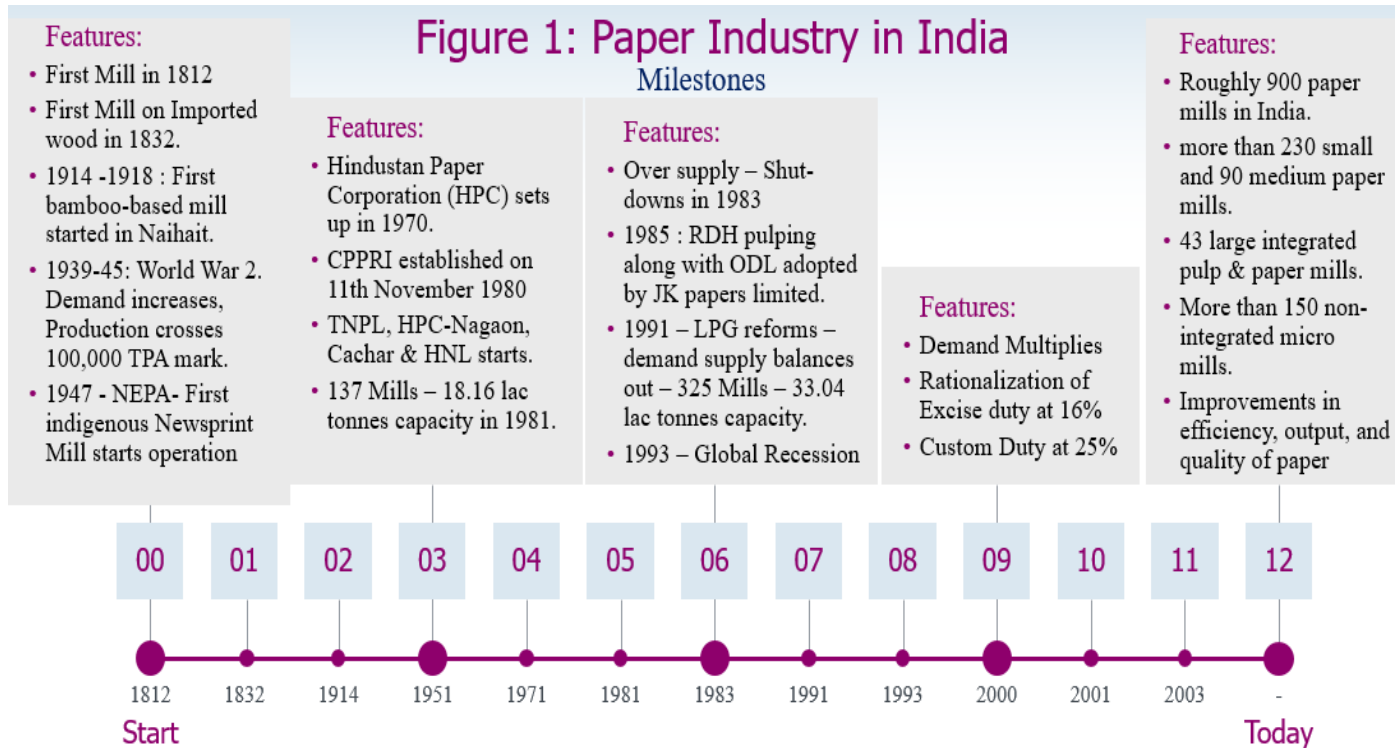 Figure 1: Paper Industry in India
Milestones
Features:
• First Mill in 1812
• First Mill on Imported
wood in 1832.
• 1914 -1918 : First
bamboo-based mill
started in Naihait.
• 1939-45: World War 2.
Demand increases,
Production crosses
100,000 TPA mark.
• 1947 - NEPA- First
indigenous Newsprint
Mill starts operation
Features:
• Hindustan Paper
Corporation (HPC) sets
up in 1970.
• CPPRI established on
11th November 1980
• TNPL, HPC-Nagaon,
Cachar & HNL starts.
• 137 Mills – 18.16 lac
tonnes capacity in 1981.
Features:
• Over supply – Shut-
downs in 1983
• 1985 : RDH pulping
along with ODL adopted
by JK papers limited.
• 1991 – LPG reforms –
demand supply balances
out – 325 Mills – 33.04
lac tonnes capacity.
• 1993 – Global Recession
Features:
• Demand Multiplies
• Rationalization of
Excise duty at 16%
• Custom Duty at 25%
Features:
• Roughly 900 paper
mills in India.
• more than 230 small
and 90 medium paper
mills.
• 43 large integrated
pulp & paper mills.
• More than 150 non-
integrated micro
mills.
• Improvements in
efficiency, output, and
quality of paper
00 01 02 03 04 05 06 07 08 09 10 11 12
1812 1832 1914 1951 1971 1981 1983 1991 1993 2000 2001 2003 -
Start Today